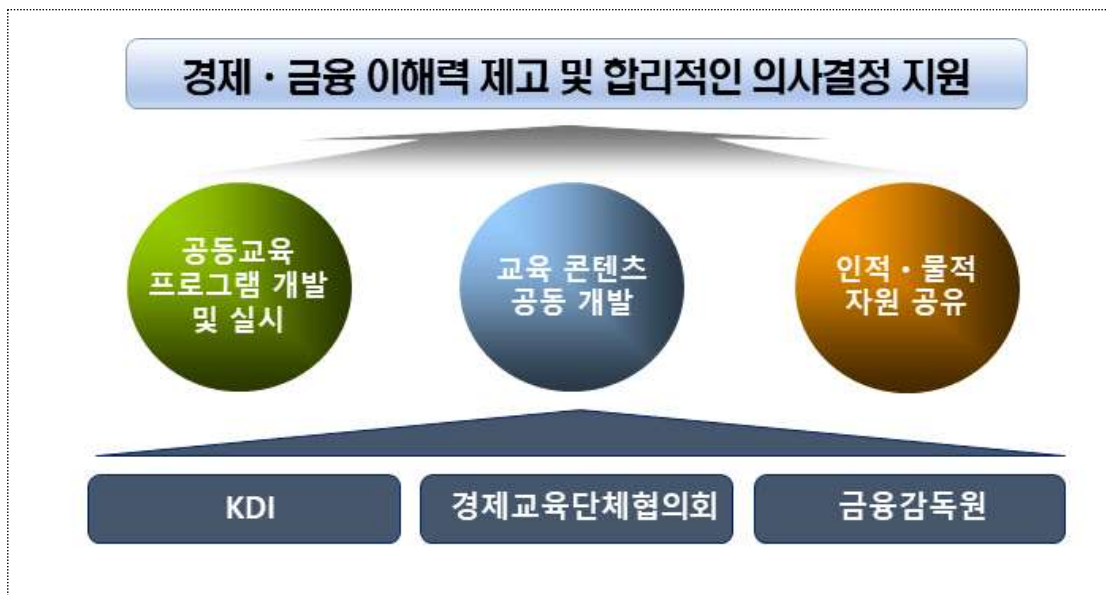 경제 · 금융 이해력 제고 및 합리적인 의사결정 지원
공동교육
프로그램 개발
및 실시
교육 콘텐츠
공동 개발
인적 · 물적
자원 공유
KDI
경제교육단체협의회
금융감독원